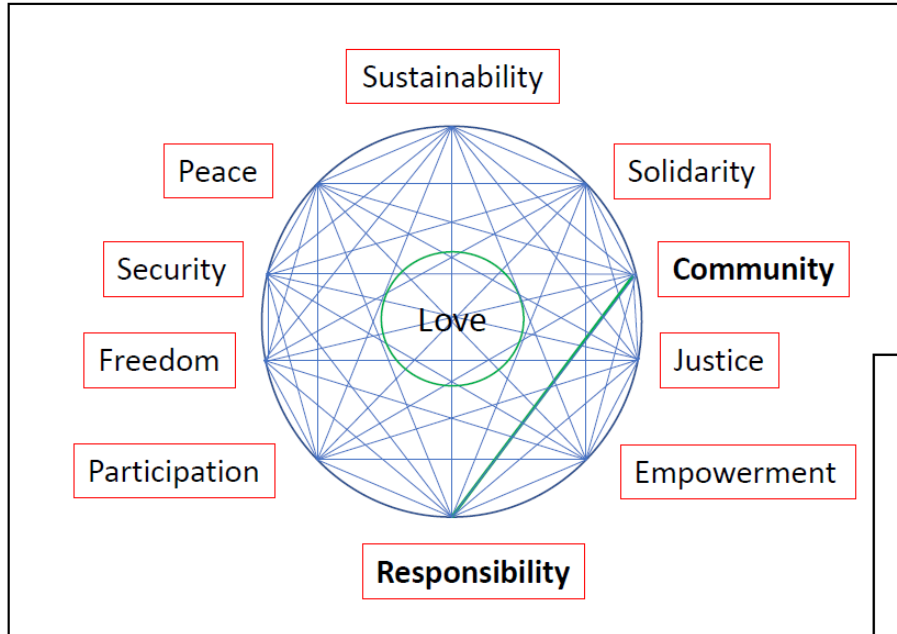 Sustainability
Peace
Solidarity
Security
Community
Love
Freedom
Justice
Participation
Empowerment
Responsibility